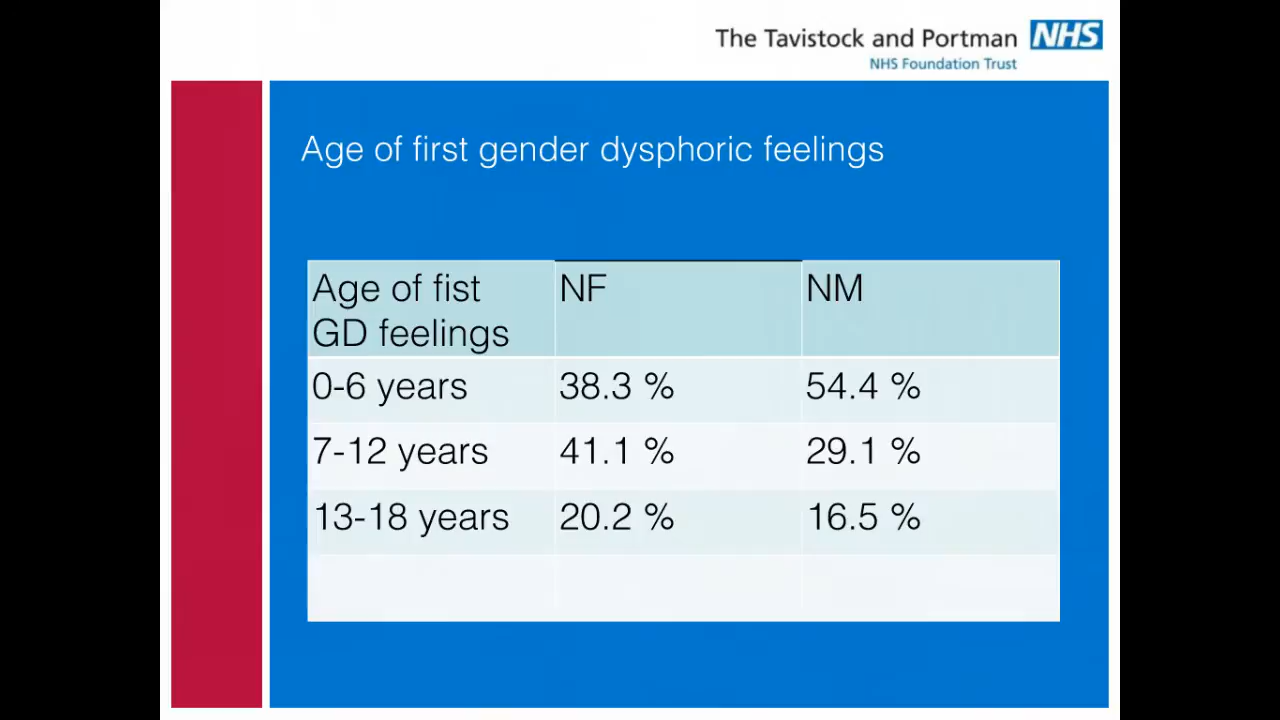 The Tavistock and Portman NHS
NHS Foundation Trust
Age of first gender dysphoric feelings
Age of fist NF NM
GD feelings
0-6 years 38.3 % 54.4 %
7-12 years 41.1 % 29.1 %
13-18 years 20.2 % 16.5 %